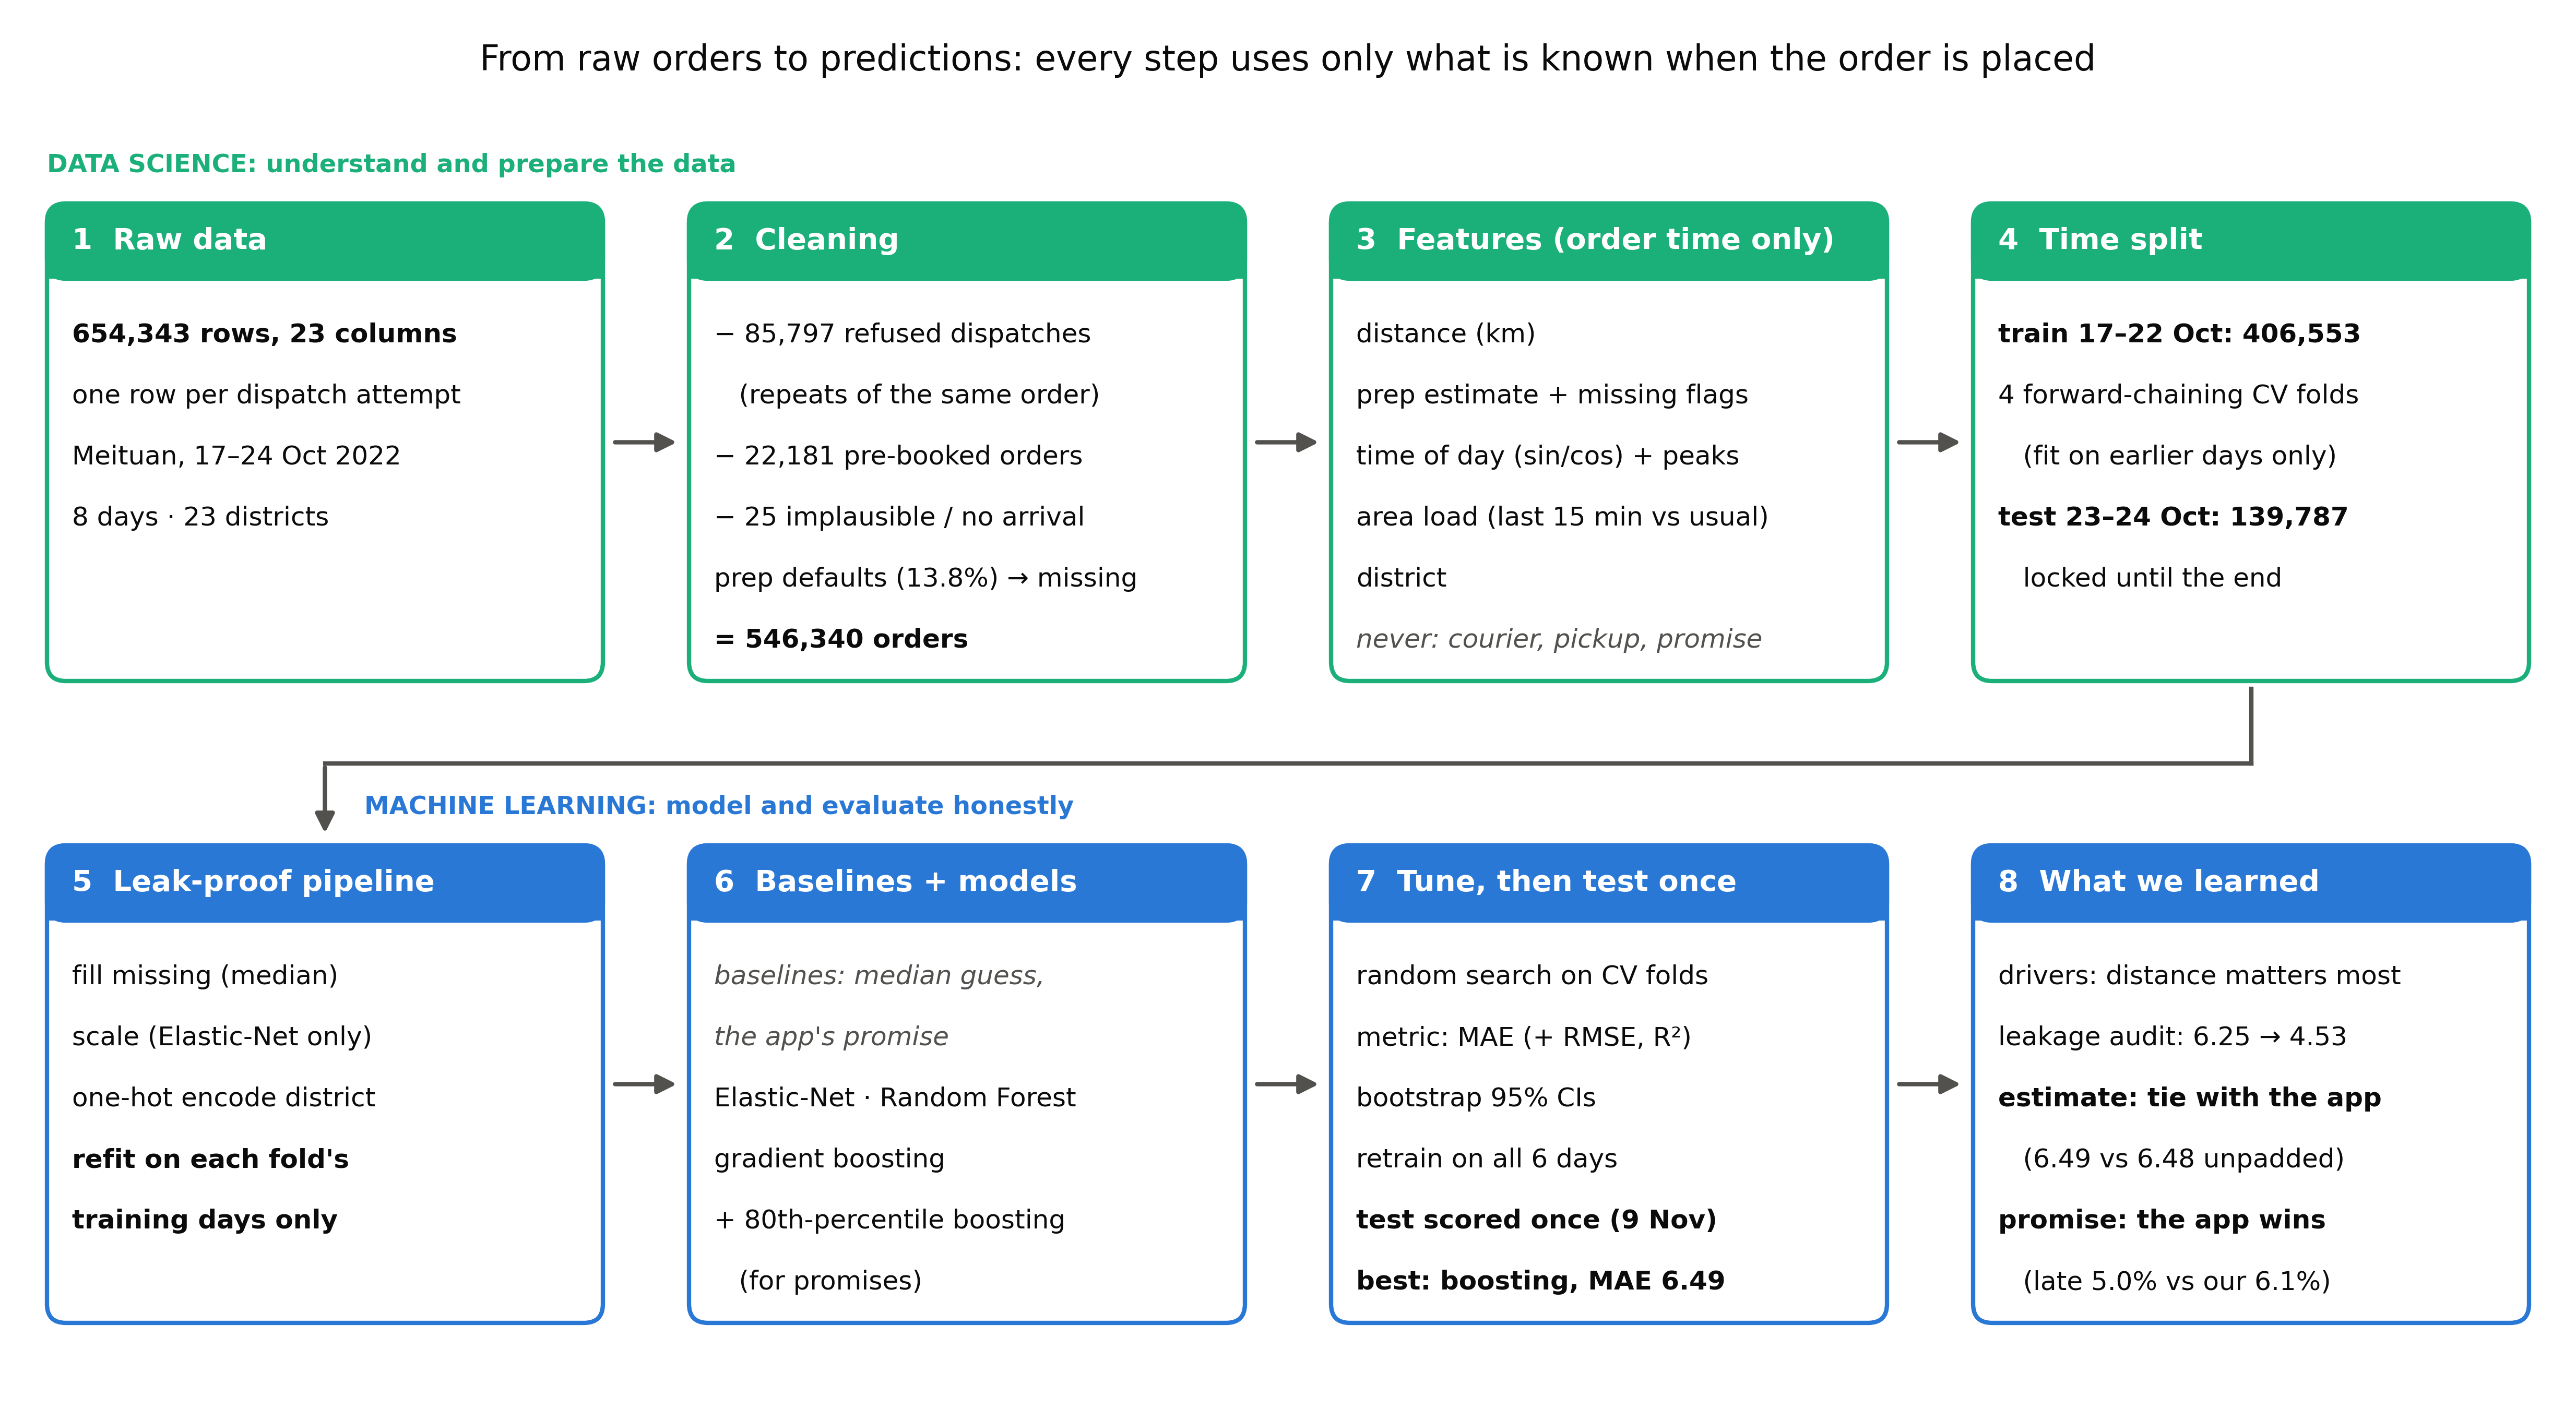 From raw orders to predictions: every step uses only what is known when the order is placed
DATA SCIENCE: understand and prepare the data
1 Raw data
654,343 rows, 23 columns
one row per dispatch attempt
Meituan, 17–24 Oct 2022
8 days · 23 districts
2 Cleaning
− 85,797 refused dispatches
(repeats of the same order)
− 22,181 pre-booked orders
− 25 implausible / no arrival
prep defaults (13.8%) → missing
= 546,340 orders
3 Features (order time only)
distance (km)
prep estimate + missing flags
time of day (sin/cos) + peaks
area load (last 15 min vs usual)
district
never: courier, pickup, promise
4 Time split
train 17–22 Oct: 406,553
4 forward-chaining CV folds
(fit on earlier days only)
test 23–24 Oct: 139,787
locked until the end
MACHINE LEARNING: model and evaluate honestly
5 Leak-proof pipeline
fill missing (median)
scale (Elastic-Net only)
one-hot encode district
refit on each fold's
training days only
6 Baselines + models
baselines: median guess,
the app's promise
Elastic-Net · Random Forest
gradient boosting
+ 80th-percentile boosting
(for promises)
7 Tune, then test once
random search on CV folds
metric: MAE (+ RMSE, R²)
bootstrap 95% CIs
retrain on all 6 days
test scored once (9 Nov)
best: boosting, MAE 6.49
8 What we learned
drivers: distance matters most
leakage audit: 6.25 → 4.53
estimate: tie with the app
(6.49 vs 6.48 unpadded)
promise: the app wins
(late 5.0% vs our 6.1%)